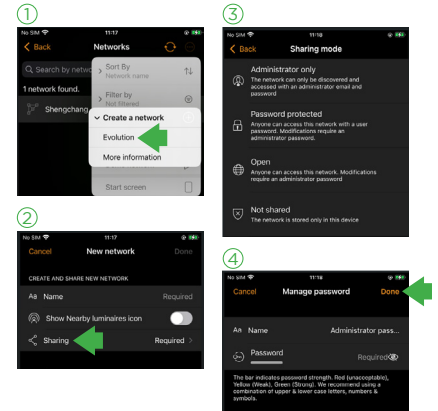 1
No SIM 11:17
Back Networks
Search by netwo
Sort By
Network name
1 network found.
Filter by
Not filtered
Shengchang
Create a network
Evolution
More information
Start screen
2
No SIM 11:17
Cancel New network Done
CREATE AND SHARE NEW NETWORK
Aa Name Required
Show Nearby luminaires icon
Sharing Required
3
No SIM 11:18
Back Sharing mode
Administrator only
The network can only be discovered and
accessed with an administrator email and
password
Password protected
Anyone can access this network with a user
password. Modifications require an
administrator password.
Open
Anyone can access this network. Modifications
require an administrator password
Not shared
The network is stored only in this device
4
No SIM 11:18
Cancel Manage password Done
Aa Name Administrator pass...
Password Required
The bar indicates password strength. Red (unacceptable),
Yellow (Weak), Green (Strong). We recommend using a
combination of upper & lower case letters, numbers &
symbols.